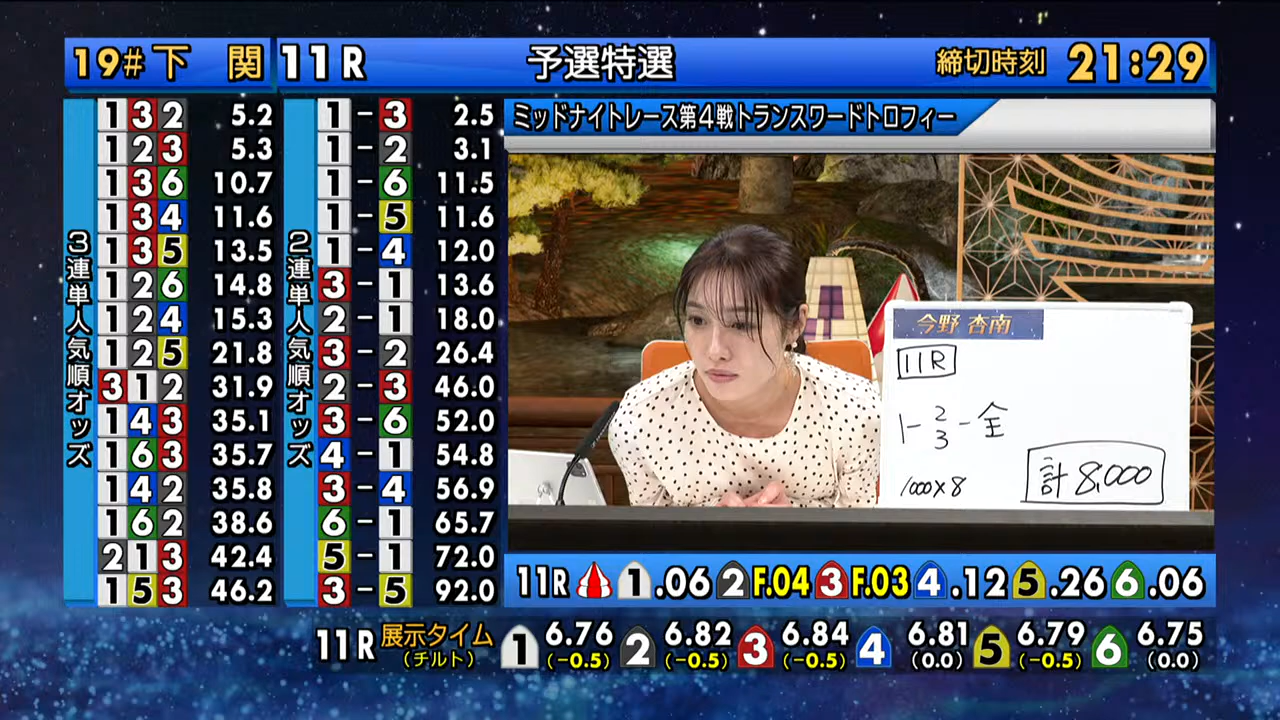 19# 下 関 11R 予選特選 締切時刻 21:29
ミッドナイトレース第4戦トランスワードトロフィー
3連単人気順オッズ
1 3 2 5.2
1 2 3 5.3
1 3 6 10.7
1 3 4 11.6
1 3 5 13.5
1 2 6 14.8
1 2 4 15.3
1 2 5 21.8
3 1 2 31.9
1 4 3 35.1
1 6 3 35.7
1 4 2 35.8
1 6 2 38.6
2 1 3 42.4
1 5 3 46.2
2連単人気順オッズ
1-3 2.5
1-2 3.1
1-6 11.5
1-5 11.6
1-4 12.0
3-1 13.6
2-1 18.0
3-2 26.4
2-3 46.0
3-6 52.0
4-1 54.8
3-4 56.9
6-1 65.7
5-1 72.0
3-5 92.0
今野 杏南
11R
1-2 3-全
1000×8
計8,000
11R 1 .06 2 F.04 3 F.03 4 .12 5 .26 6 .06
11R 展示タイム (チルト) 1 6.76 (-0.5) 2 6.82 (-0.5) 3 6.84 (-0.5) 4 6.81 (0.0) 5 6.79 (-0.5) 6 6.75 (0.0)